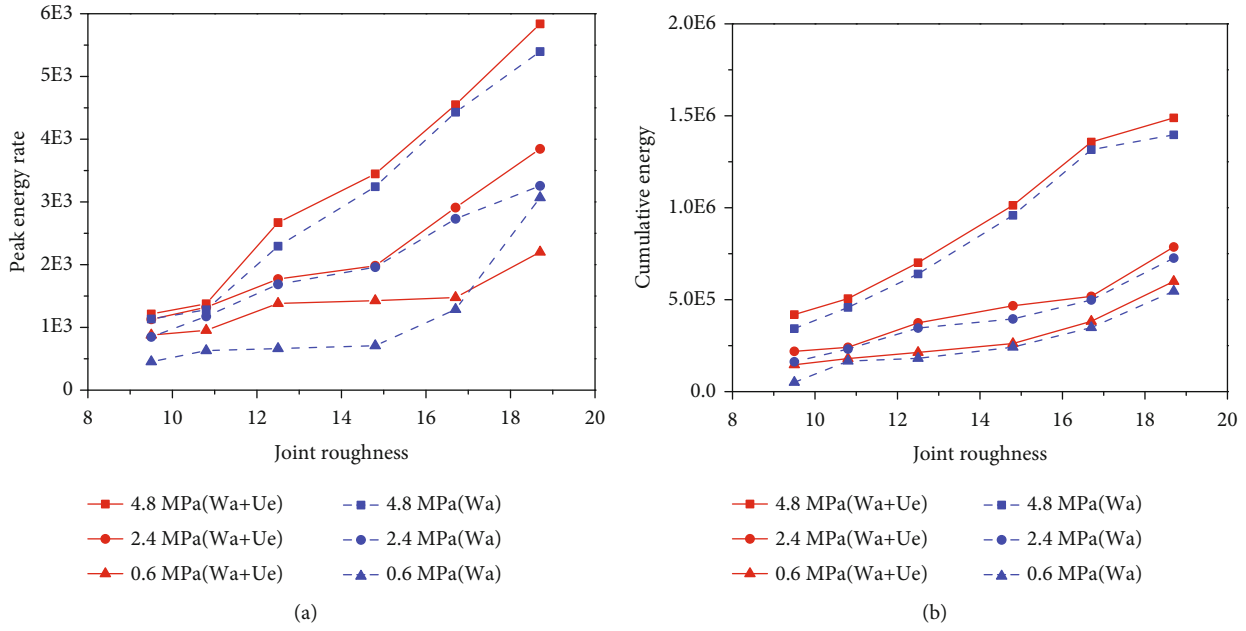 6E3
5E3
4E3
3E3
2E3
1E3
0
Peak energy rate
8 10 12 14 16 18 20
Joint roughness
4.8 MPa(Wa+Ue) 4.8 MPa(Wa)
2.4 MPa(Wa+Ue) 2.4 MPa(Wa)
0.6 MPa(Wa+Ue) 0.6 MPa(Wa)
(a)
2.0E6
1.5E6
1.0E6
5.0E5
0.0
Cumulative energy
8 10 12 14 16 18 20
Joint roughness
4.8 MPa(Wa+Ue) 4.8 MPa(Wa)
2.4 MPa(Wa+Ue) 2.4 MPa(Wa)
0.6 MPa(Wa+Ue) 0.6 MPa(Wa)
(b)